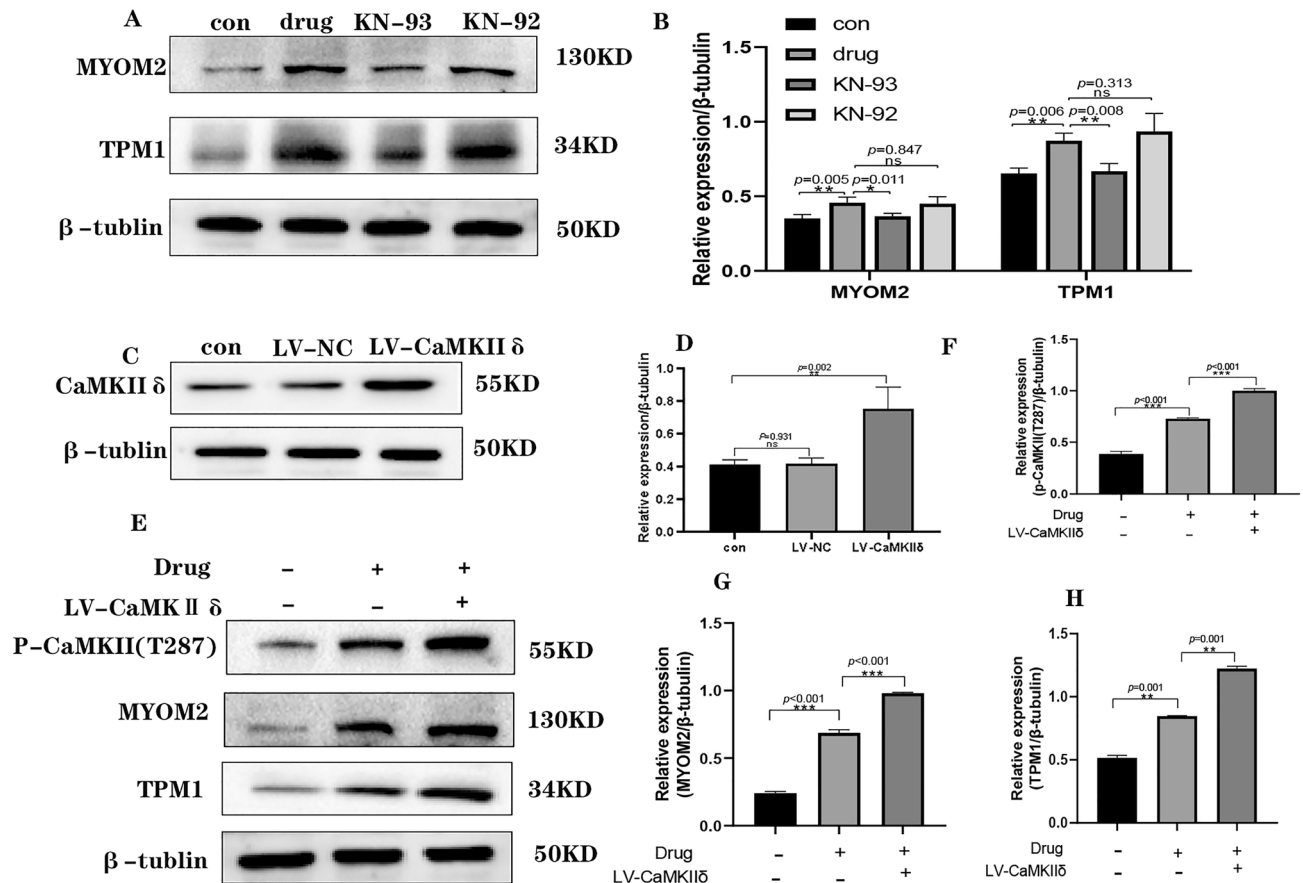 A
con drug KN-93 KN-92
MYOM2 130KD
TPM1 34KD
β-tublin 50KD
B
con
drug
KN-93
KN-92
Relative expression/β-tubulin
1.5
1.0
0.5
0.0
p=0.847
ns
p=0.005 p=0.011
** *
p=0.313
ns
p=0.006 p=0.008
** **
MYOM2 TPM1
C
con LV-NC LV-CaMKII δ
CaMKII δ 55KD
β-tublin 50KD
D
Relative expression/β-tubulin
1.0
0.8
0.6
0.4
0.2
0.0
p=0.002
**
P=0.931
ns
con LV-NC LV-CaMKIIδ
F
Relative expression
(p-CaMKII(T287)/β-tubulin)
1.5
1.0
0.5
0.0
p<0.001
***
p<0.001
***
Drug – + +
LV-CaMKIIδ – – +
E
Drug – + +
LV-CaMKⅡ δ – – +
P-CaMKII(T287) 55KD
MYOM2 130KD
TPM1 34KD
β-tublin 50KD
G
Relative expression
(MYOM2/β-tubulin)
1.5
1.0
0.5
0.0
p<0.001
***
p<0.001
***
Drug – + +
LV-CaMKIIδ – – +
H
Relative expression
(TPM1/β-tubulin)
1.5
1.0
0.5
0.0
p=0.001
**
p=0.001
**
Drug – + +
LV-CaMKIIδ – – +